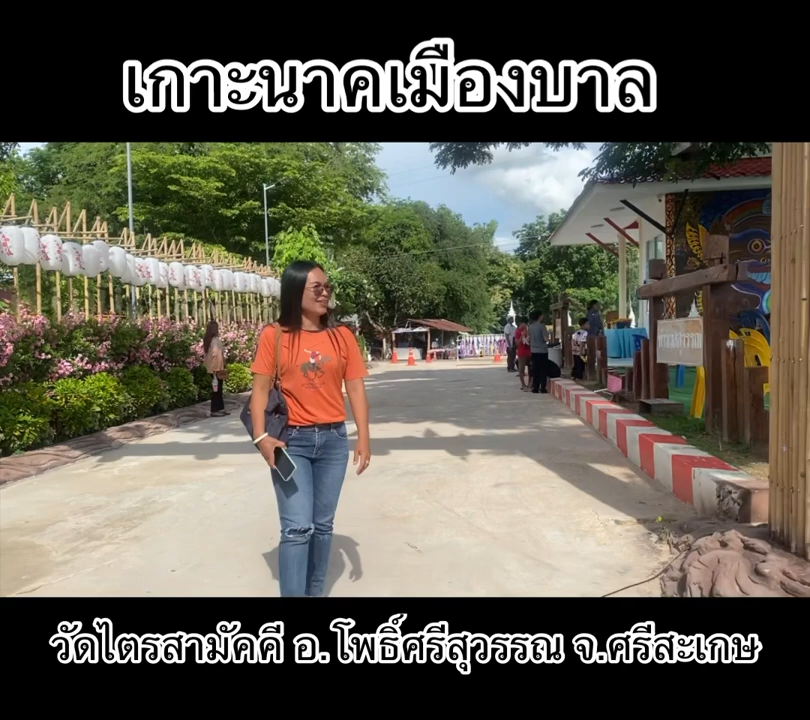 เกาะนาคเมืองบาล
วัดไตรสามัคคี อ.โพธิ์ศรีสุวรรณ จ.ศรีสะเกษ